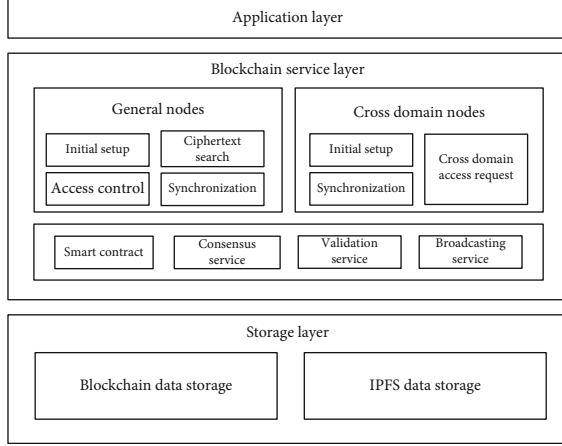 Application layer
Blockchain service layer
General nodes
Initial setup
Ciphertext
search
Access control
Synchronization
Cross domain nodes
Initial setup
Synchronization
Cross domain
access request
Smart contract
Consensus
service
Validation
service
Broadcasting
service
Storage layer
Blockchain data storage
IPFS data storage